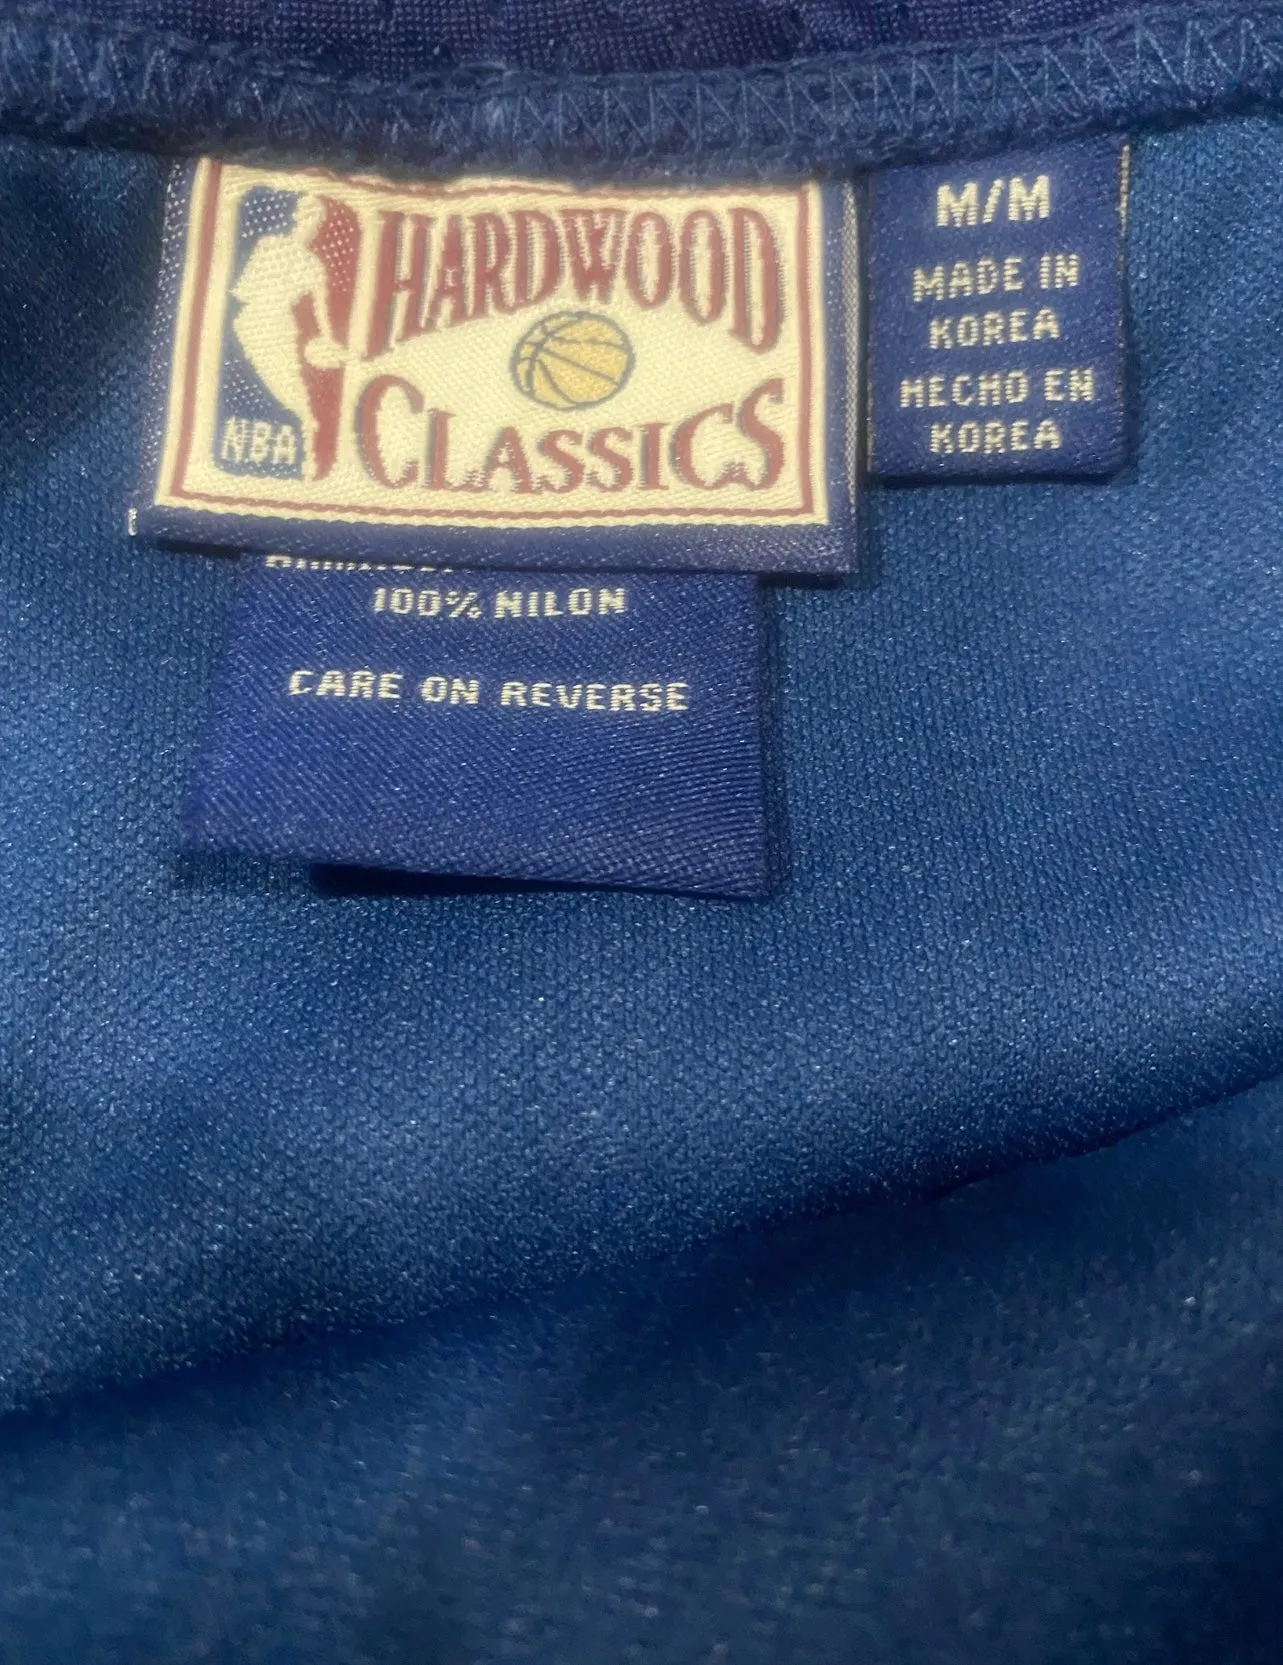 HARDWOOD
CLASSICS
NBA
M/M
MADE IN
KOREA
HECHO EN
KOREA
100% NILON
CARE ON REVERSE